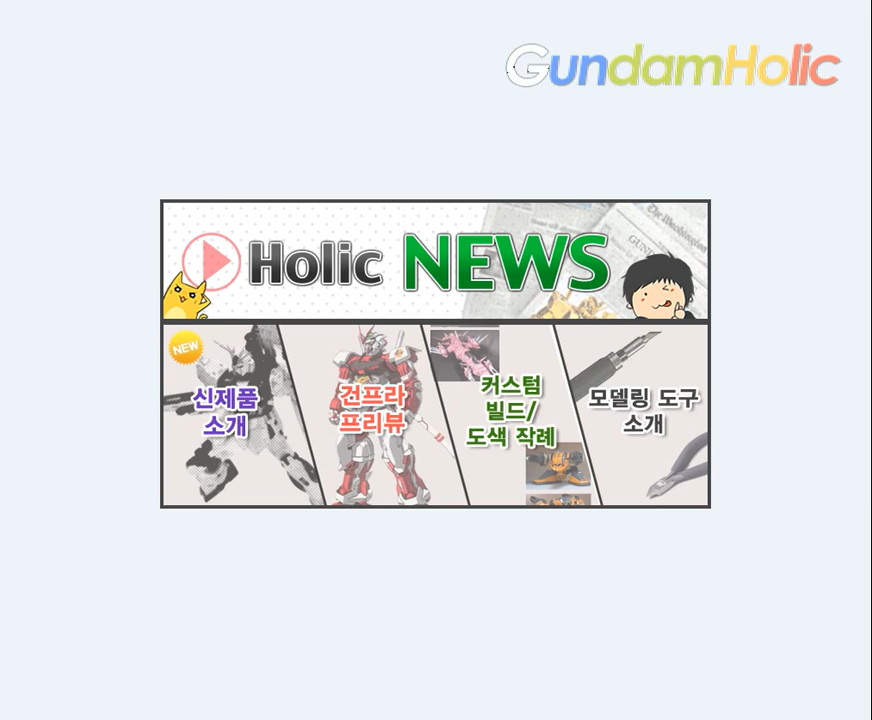 GundamHolic
Holic NEWS
NEW
신제품
소개
건프라
프리뷰
커스텀
빌드/
도색 작례
모델링 도구
소개